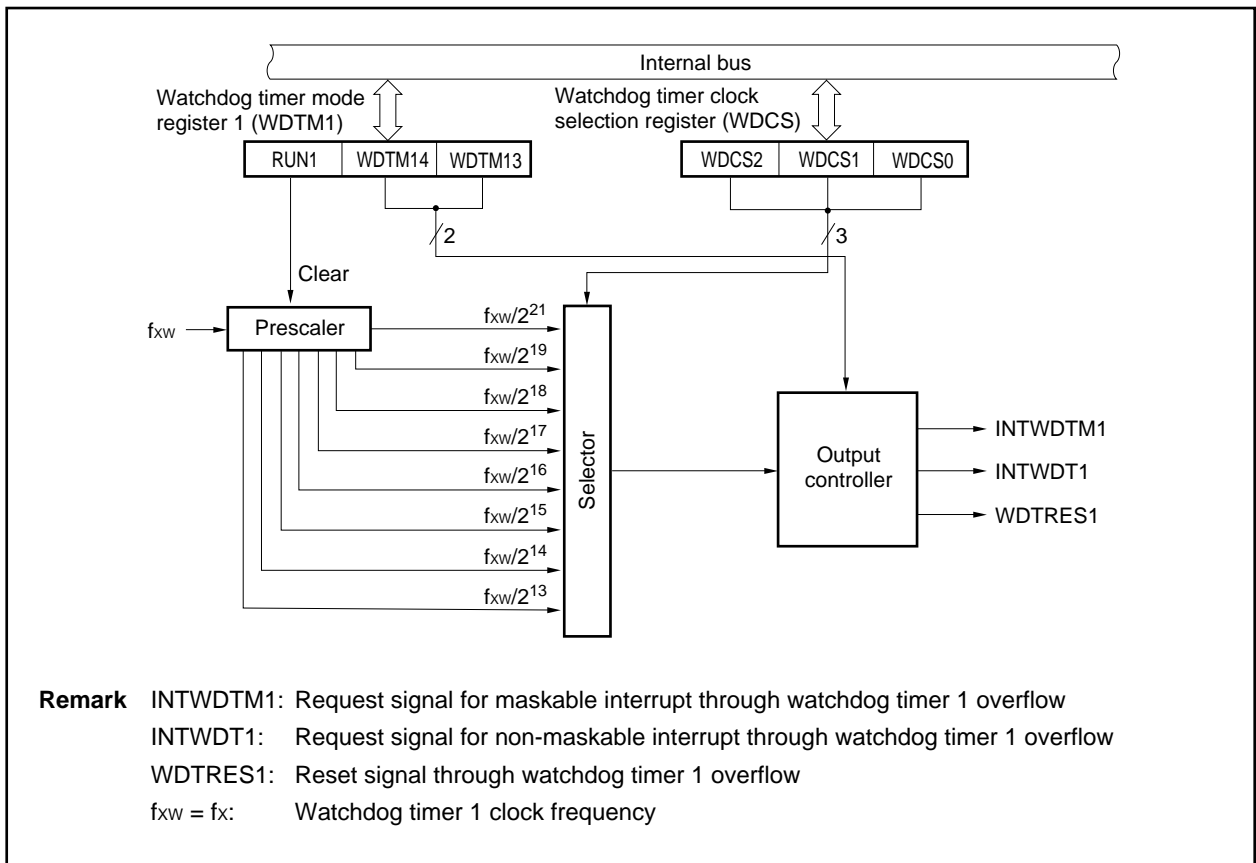 Internal bus
Watchdog timer mode
register 1 (WDTM1)
Watchdog timer clock
selection register (WDCS)
RUN1 WDTM14 WDTM13
WDCS2 WDCS1 WDCS0
2
3
Clear
fxw
Prescaler
fxw/2^21
fxw/2^19
fxw/2^18
fxw/2^17
fxw/2^16
fxw/2^15
fxw/2^14
fxw/2^13
Selector
Output
controller
INTWDTM1
INTWDT1
WDTRES1
Remark INTWDTM1: Request signal for maskable interrupt through watchdog timer 1 overflow
INTWDT1: Request signal for non-maskable interrupt through watchdog timer 1 overflow
WDTRES1: Reset signal through watchdog timer 1 overflow
fxw = fx: Watchdog timer 1 clock frequency